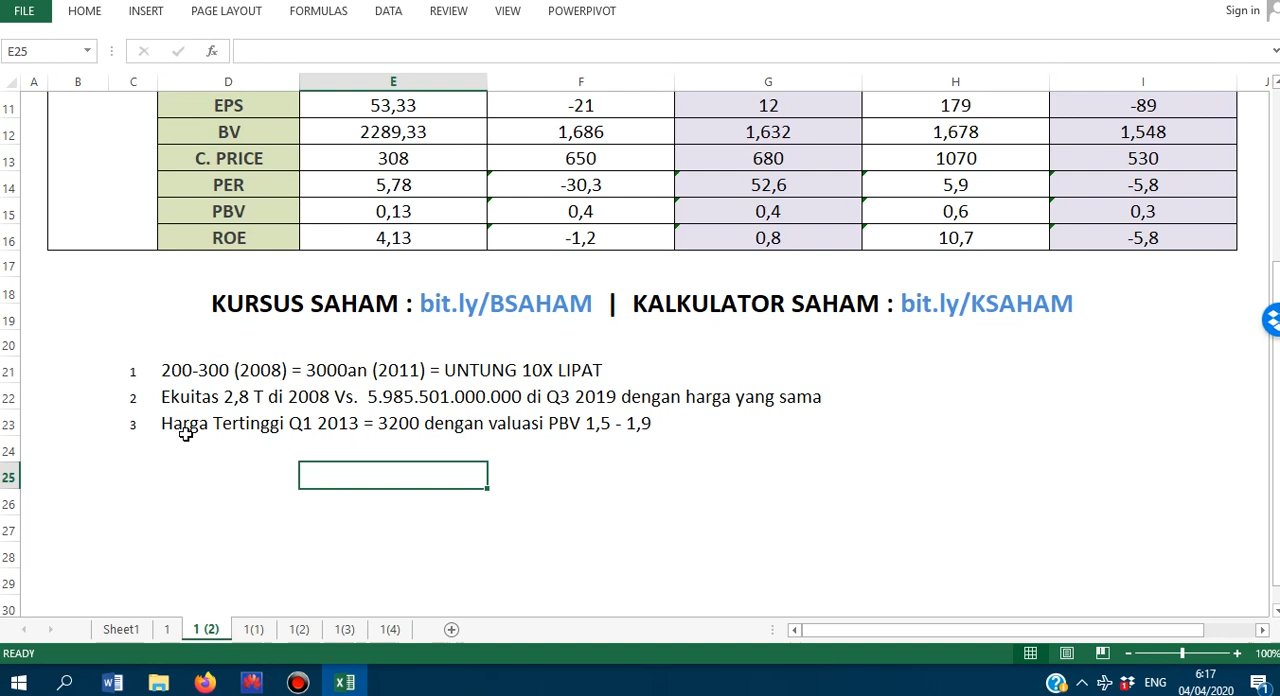 FILE HOME INSERT PAGE LAYOUT FORMULAS DATA REVIEW VIEW POWERPIVOT Sign in
E25 fx
A B C D E F G H I J
11 EPS 53,33 -21 12 179 -89
12 BV 2289,33 1,686 1,632 1,678 1,548
13 C. PRICE 308 650 680 1070 530
14 PER 5,78 -30,3 52,6 5,9 -5,8
15 PBV 0,13 0,4 0,4 0,6 0,3
16 ROE 4,13 -1,2 0,8 10,7 -5,8
17
18 KURSUS SAHAM : bit.ly/BSAHAM | KALKULATOR SAHAM : bit.ly/KSAHAM
19
20
21 1 200-300 (2008) = 3000an (2011) = UNTUNG 10X LIPAT
22 2 Ekuitas 2,8 T di 2008 Vs. 5.985.501.000.000 di Q3 2019 dengan harga yang sama
23 3 Harga Tertinggi Q1 2013 = 3200 dengan valuasi PBV 1,5 - 1,9
24
25
26
27
28
29
30
Sheet1 1 1 (2) 1(1) 1(2) 1(3) 1(4)
READY 100%
ENG 6:17
04/04/2020